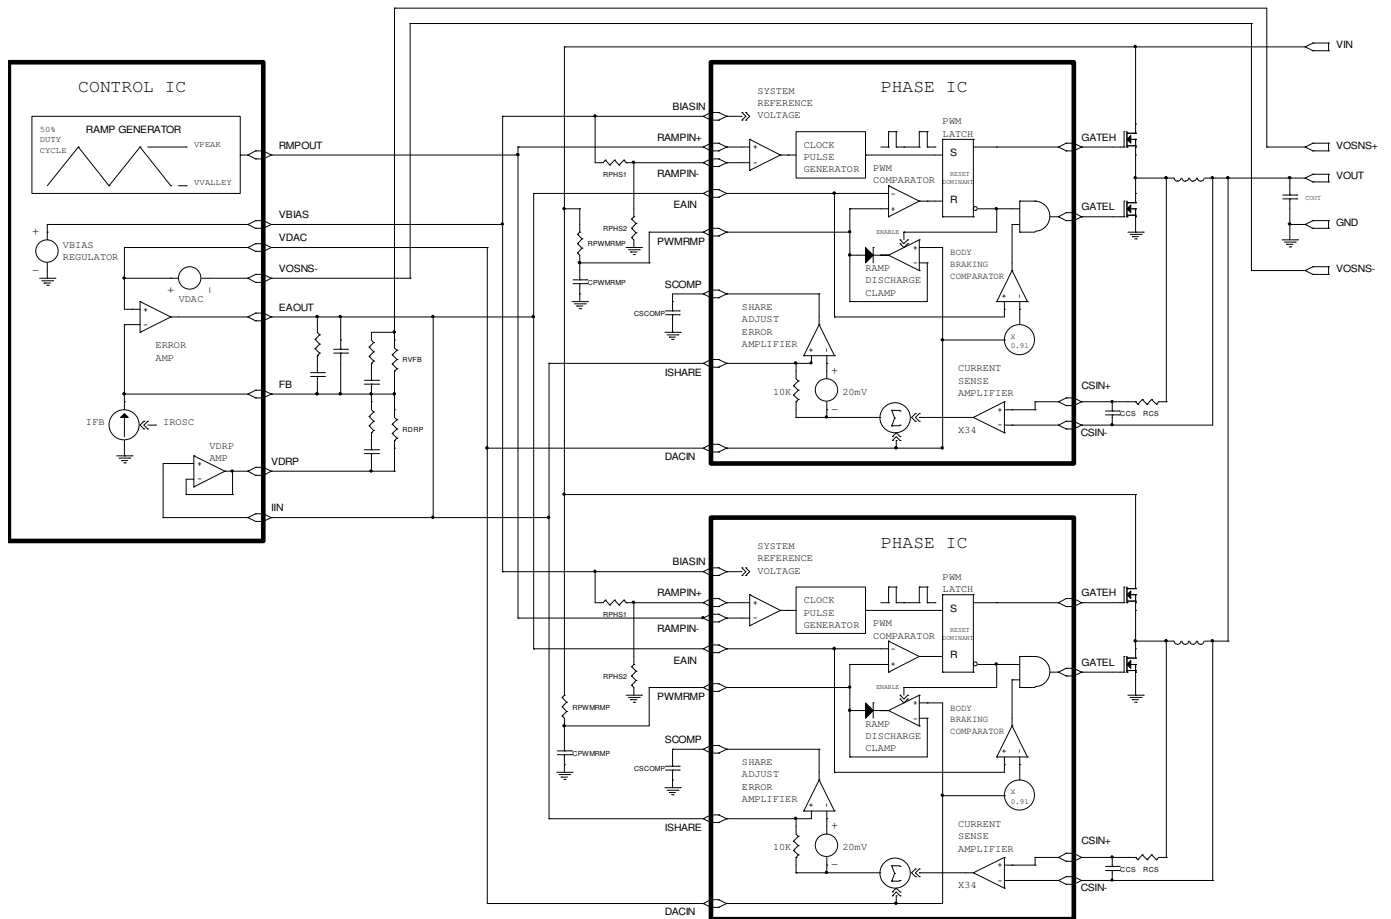 VIN
CONTROL IC
RAMP GENERATOR
50%
DUTY
CYCLE
VPEAK
VVALLEY
RMPOUT
VBIAS
VDAC
VOSNS-
EAOUT
FB
VDRP
IIN
+
−
VBIAS
REGULATOR
+
−
VDAC
+
−
ERROR
AMP
IFB
IROSC
VDRP
AMP
+
−
RVFB
RDRP
PHASE IC
SYSTEM
REFERENCE
VOLTAGE
BIASIN
RAMPIN+
RAMPIN-
EAIN
PWMRMP
SCOMP
ISHARE
DACIN
RPHS1
RPHS2
RPWMRMP
CPWMRMP
CSCOMP
+
−
CLOCK
PULSE
GENERATOR
PWM
LATCH
S
RESET
DOMINANT
R
PWM
COMPARATOR
−
+
ENABLE
+
−
RAMP
DISCHARGE
CLAMP
BODY
BRAKING
COMPARATOR
+
−
X
0.91
SHARE
ADJUST
ERROR
AMPLIFIER
+
−
10K
+
−
20mV
Σ
CURRENT
SENSE
AMPLIFIER
+
−
X34
GATEH
GATEL
CSIN+
CSIN-
CCS
RCS
VOSNS+
VOUT
COUT
GND
VOSNS-
PHASE IC
SYSTEM
REFERENCE
VOLTAGE
BIASIN
RAMPIN+
RAMPIN-
EAIN
PWMRMP
SCOMP
ISHARE
DACIN
RPHS1
RPHS2
RPWMRMP
CPWMRMP
CSCOMP
+
−
CLOCK
PULSE
GENERATOR
PWM
LATCH
S
RESET
DOMINANT
R
PWM
COMPARATOR
−
+
ENABLE
+
−
RAMP
DISCHARGE
CLAMP
BODY
BRAKING
COMPARATOR
+
−
X
0.91
SHARE
ADJUST
ERROR
AMPLIFIER
+
−
10K
+
−
20mV
Σ
CURRENT
SENSE
AMPLIFIER
+
−
X34
GATEH
GATEL
CSIN+
CSIN-
CCS
RCS